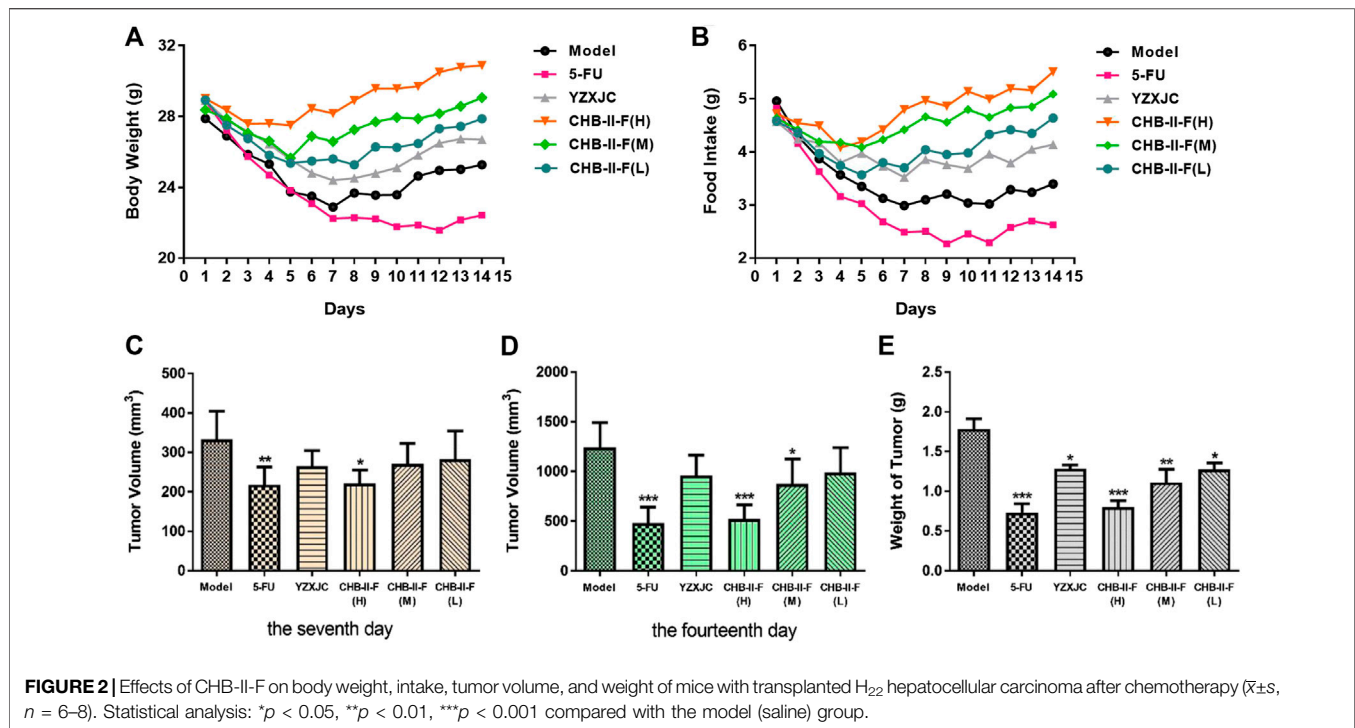 A
Body Weight (g)
32
28
24
20
0 1 2 3 4 5 6 7 8 9 10 11 12 13 14 15
Days
Model
5-FU
YZXJC
CHB-II-F(H)
CHB-II-F(M)
CHB-II-F(L)
B
Food Intake (g)
6
5
4
3
2
0 1 2 3 4 5 6 7 8 9 10 11 12 13 14 15
Days
Model
5-FU
YZXJC
CHB-II-F(H)
CHB-II-F(M)
CHB-II-F(L)
C
Tumor Volume (mm³)
500
400
300
200
100
0
** *
Model 5-FU YZXJC CHB-II-F CHB-II-F CHB-II-F
(H) (M) (L)
the seventh day
D
Tumor Volume (mm³)
2000
1500
1000
500
0
*** *** *
Model 5-FU YZXJC CHB-II-F CHB-II-F CHB-II-F
(H) (M) (L)
the fourteenth day
E
Weight of Tumor (g)
2.5
2.0
1.5
1.0
0.5
0.0
*** * *** ** *
Model 5-FU YZXJC CHB-II-F CHB-II-F CHB-II-F
(H) (M) (L)
FIGURE 2 | Effects of CHB-II-F on body weight, intake, tumor volume, and weight of mice with transplanted H₂₂ hepatocellular carcinoma after chemotherapy (x̄±s,
n = 6–8). Statistical analysis: *p < 0.05, **p < 0.01, ***p < 0.001 compared with the model (saline) group.